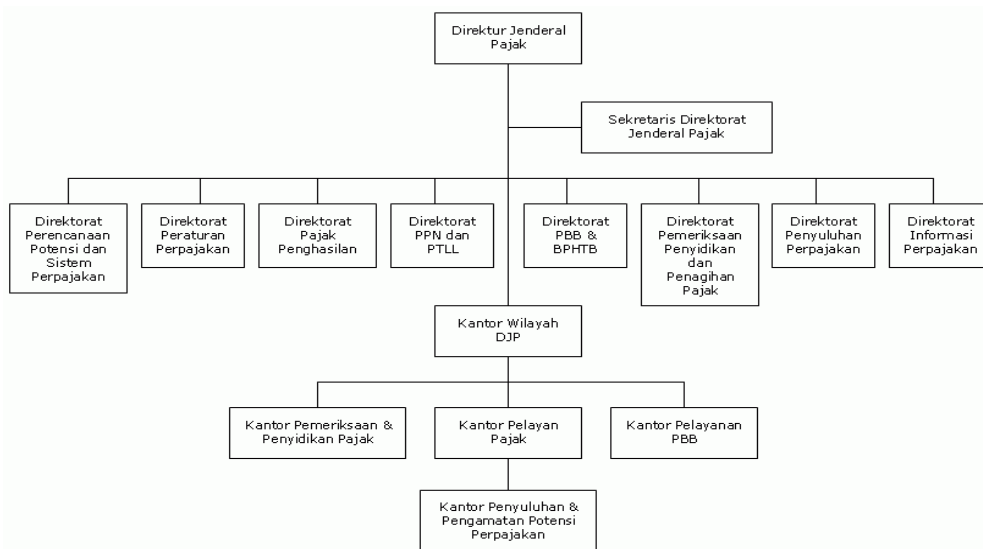 Direktur Jenderal
Pajak
Sekretaris Direktorat
Jenderal Pajak
Direktorat
Perencanaan
Potensi dan
Sistem
Perpajakan
Direktorat
Peraturan
Perpajakan
Direktorat
Pajak
Penghasilan
Direktorat
PPN dan
PTLL
Direktorat
PBB &
BPHTB
Direktorat
Pemeriksaan
Penyidikan
dan
Penagihan
Pajak
Direktorat
Penyuluhan
Perpajakan
Direktorat
Informasi
Perpajakan
Kantor Wilayah
DJP
Kantor Pemeriksaan &
Penyidikan Pajak
Kantor Pelayan
Pajak
Kantor Pelayanan
PBB
Kantor Penyuluhan &
Pengamatan Potensi
Perpajakan